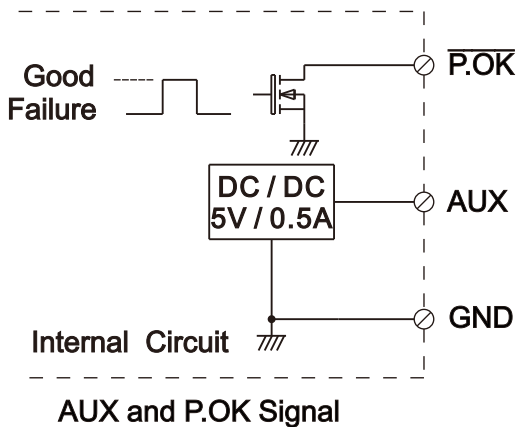 Good
Failure
P.OK
DC / DC
5V / 0.5A
AUX
GND
Internal Circuit
AUX and P.OK Signal